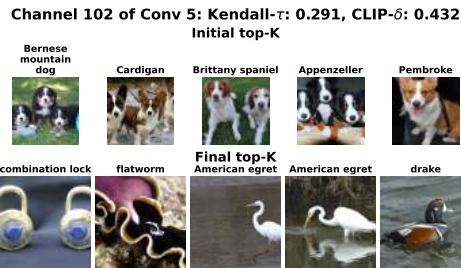 Channel 102 of Conv 5: Kendall-τ: 0.291, CLIP-δ: 0.432
Initial top-K
Bernese
mountain
dog
Cardigan
Brittany spaniel
Appenzeller
Pembroke
Final top-K
combination lock
flatworm
American egret
American egret
drake